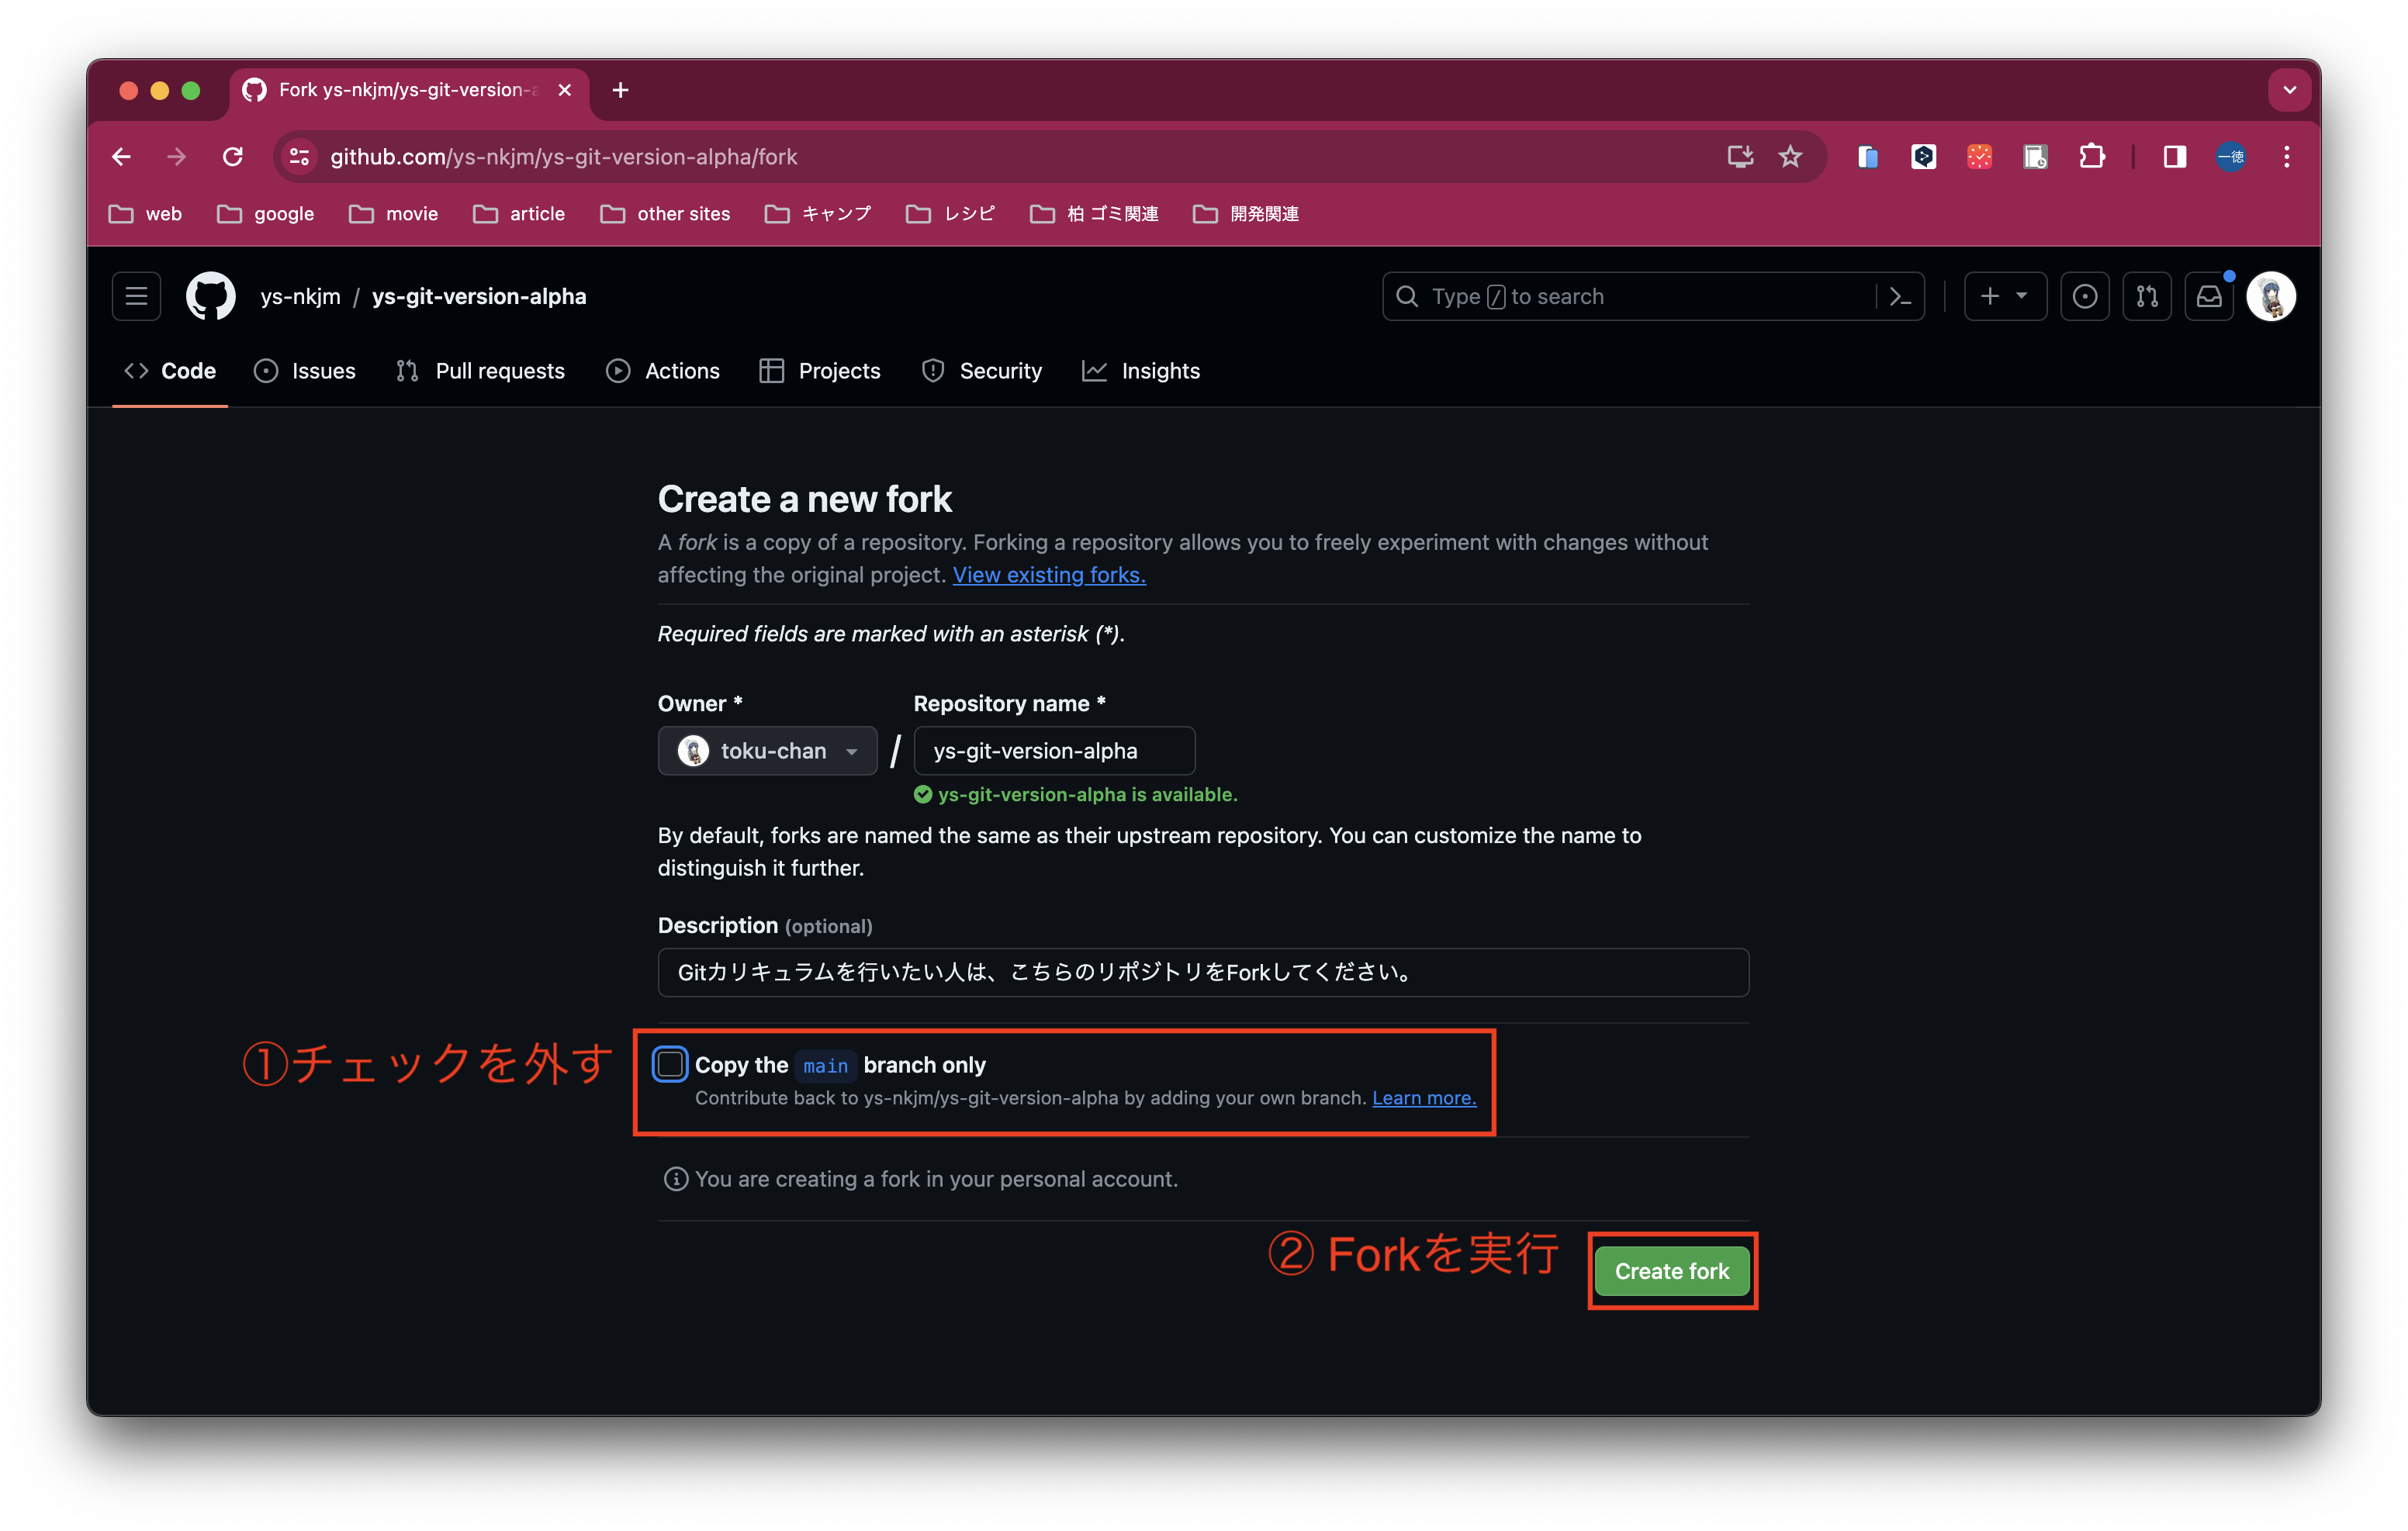 Fork ys-nkjm/ys-git-version-a
github.com/ys-nkjm/ys-git-version-alpha/fork
一徳
web google movie article other sites キャンプ レシピ 柏 ゴミ関連 開発関連
ys-nkjm / ys-git-version-alpha
Type / to search
Code Issues Pull requests Actions Projects Security Insights
Create a new fork
A fork is a copy of a repository. Forking a repository allows you to freely experiment with changes without
affecting the original project. View existing forks.
Required fields are marked with an asterisk (*).
Owner * Repository name *
toku-chan / ys-git-version-alpha
ys-git-version-alpha is available.
By default, forks are named the same as their upstream repository. You can customize the name to
distinguish it further.
Description (optional)
Gitカリキュラムを行いたい人は、こちらのリポジトリをForkしてください。
①チェックを外す
Copy the main branch only
Contribute back to ys-nkjm/ys-git-version-alpha by adding your own branch. Learn more.
You are creating a fork in your personal account.
② Forkを実行
Create fork